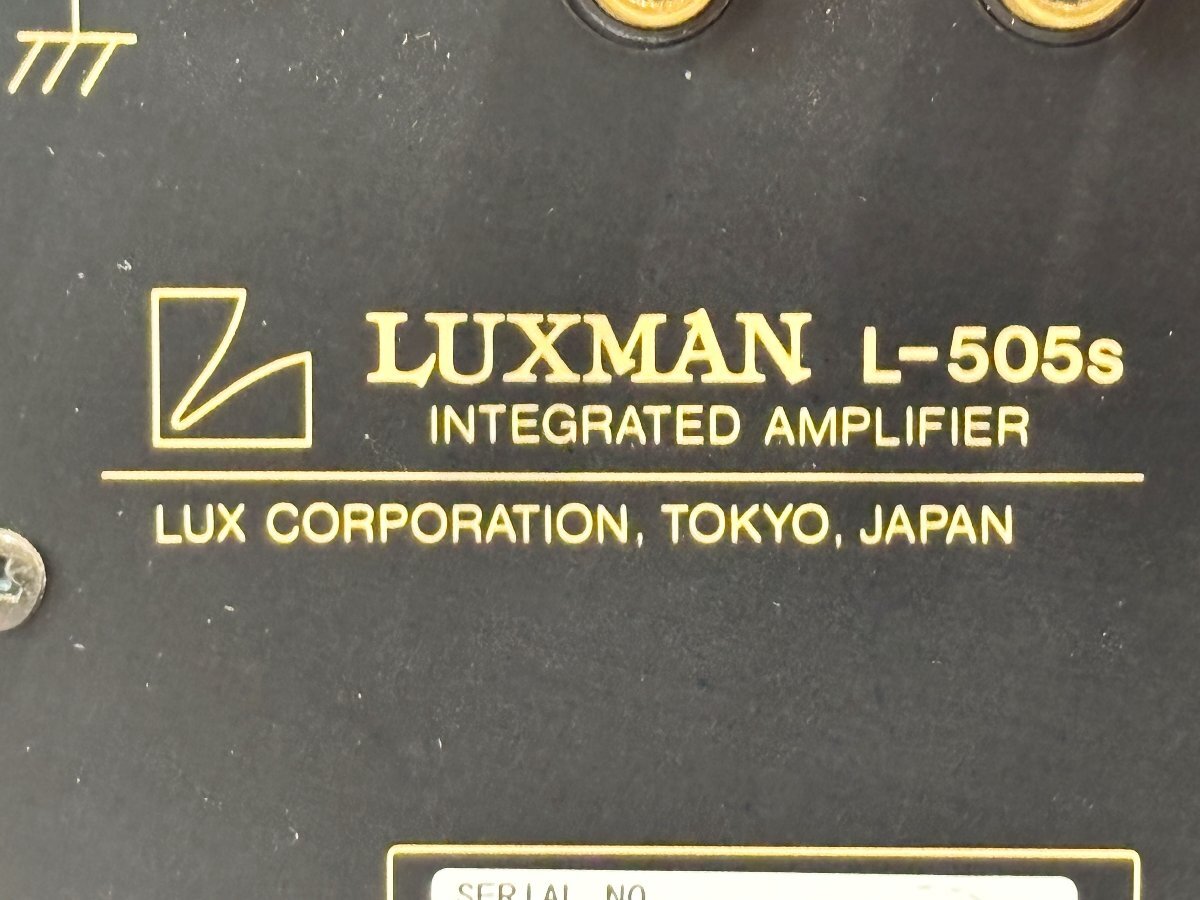 LUXMAN L-505s
INTEGRATED AMPLIFIER
LUX CORPORATION, TOKYO, JAPAN
SERIAL NO